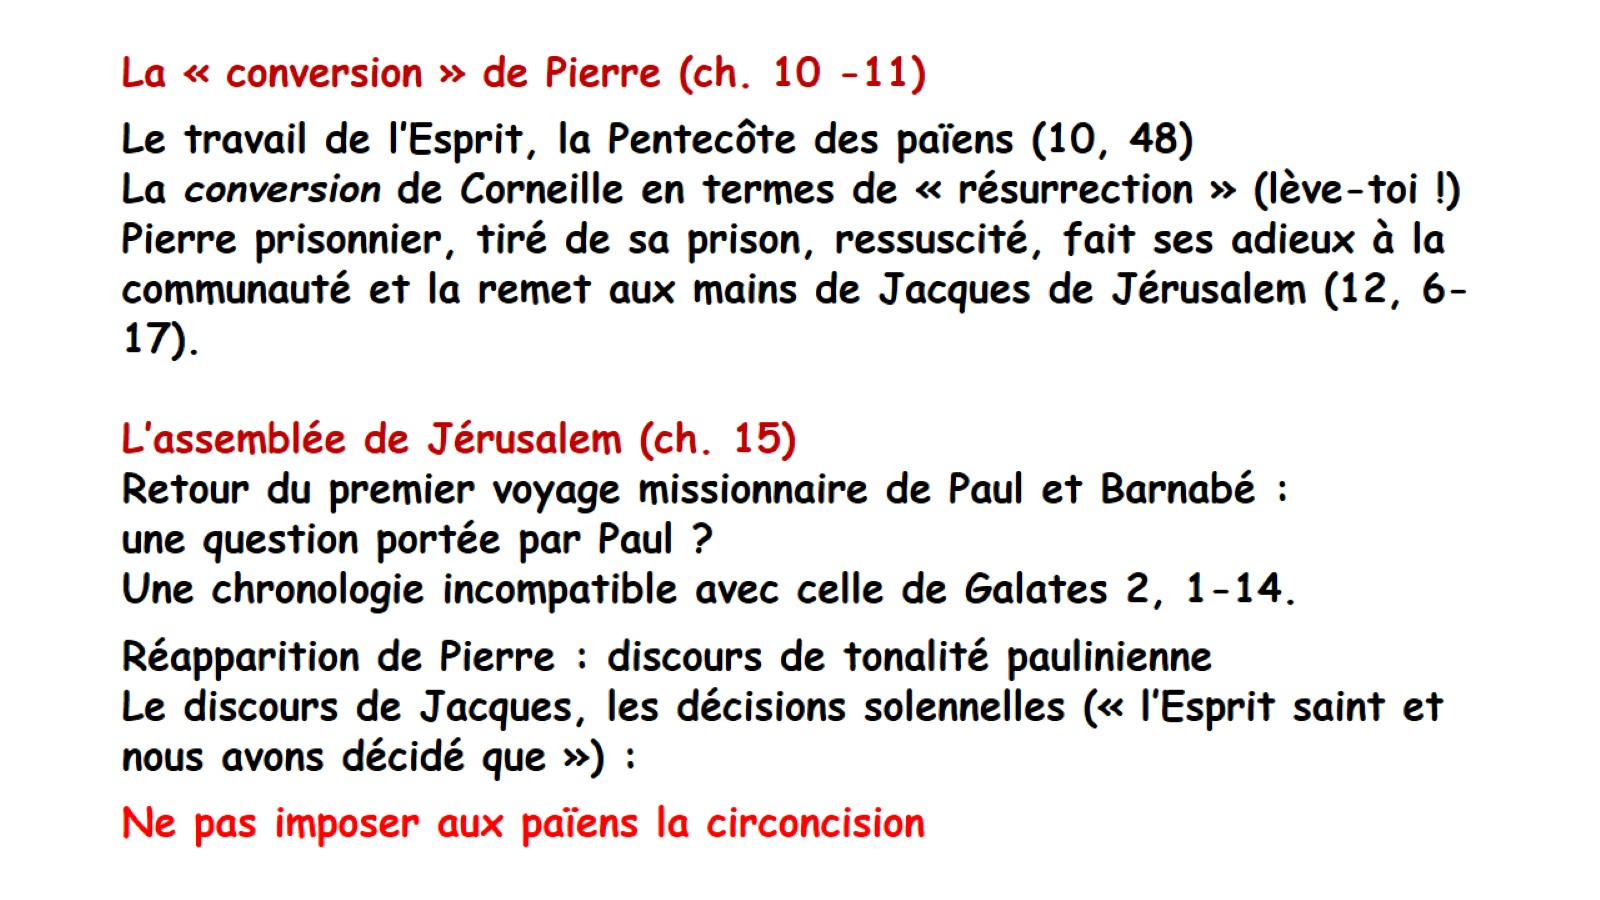 La « conversion » de Pierre (ch. 10 -11)
Le travail de l’Esprit, la Pentecôte des païens (10, 48)
La conversion de Corneille en termes de « résurrection » (lève-toi !)
Pierre prisonnier, tiré de sa prison, ressuscité, fait ses adieux à la
communauté et la remet aux mains de Jacques de Jérusalem (12, 6-
17).
L’assemblée de Jérusalem (ch. 15)
Retour du premier voyage missionnaire de Paul et Barnabé :
une question portée par Paul ?
Une chronologie incompatible avec celle de Galates 2, 1-14.
Réapparition de Pierre : discours de tonalité paulinienne
Le discours de Jacques, les décisions solennelles (« l’Esprit saint et
nous avons décidé que ») :
Ne pas imposer aux païens la circoncision